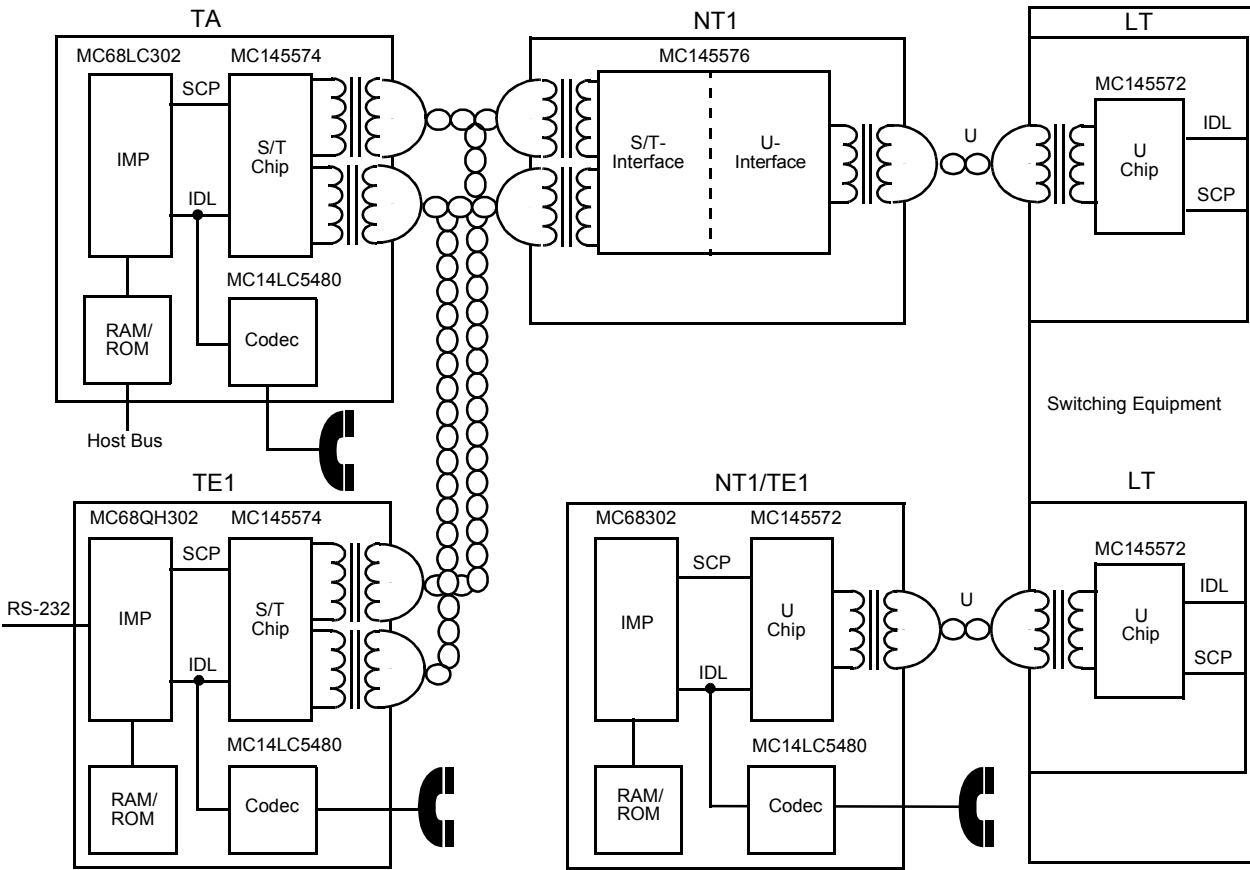 TA
NT1
LT
MC68LC302
MC145574
MC145576
MC145572
SCP
IMP
S/T
Chip
IDL
S/T-
Interface
U-
Interface
U
U
Chip
IDL
SCP
MC14LC5480
RAM/
ROM
Codec
Host Bus
Switching Equipment
TE1
NT1/TE1
LT
MC68QH302
MC145574
MC68302
MC145572
MC145572
SCP
RS-232
IMP
S/T
Chip
IDL
SCP
IMP
U
Chip
IDL
U
U
Chip
IDL
SCP
MC14LC5480
MC14LC5480
RAM/
ROM
Codec
RAM/
ROM
Codec